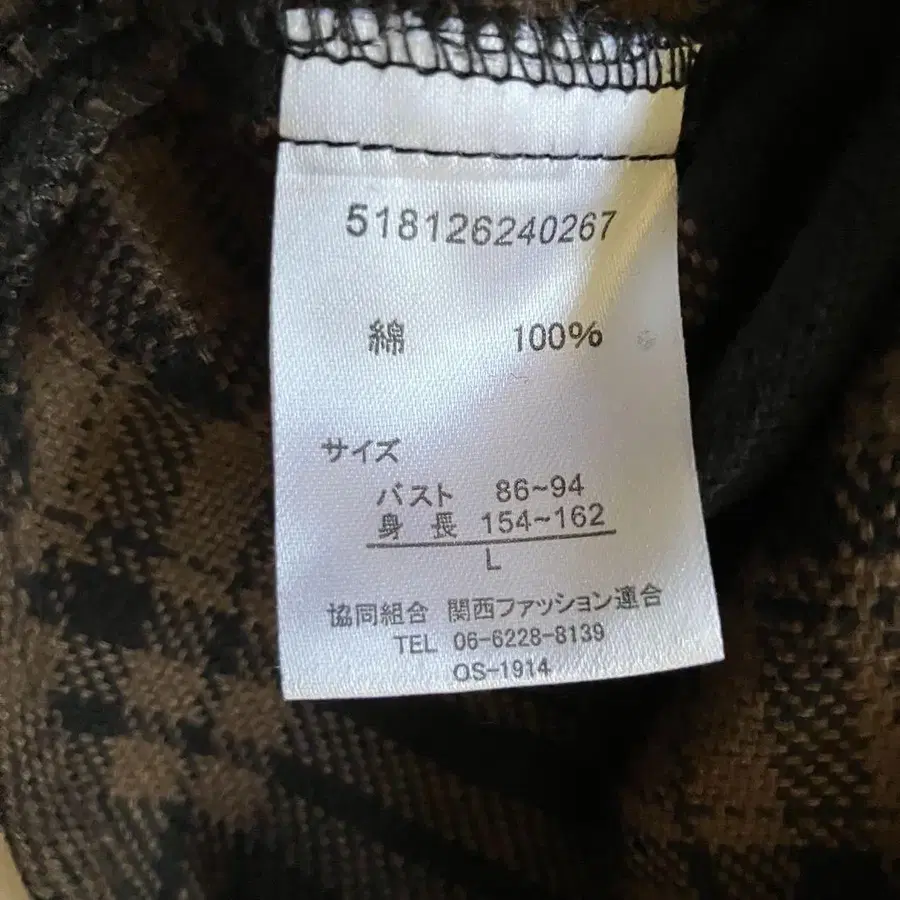 518126240267
綿 100%
サイズ
バスト 86~94
身 長 154~162
L
協同組合 関西ファッション連合
TEL 06-6228-8139
OS-1914